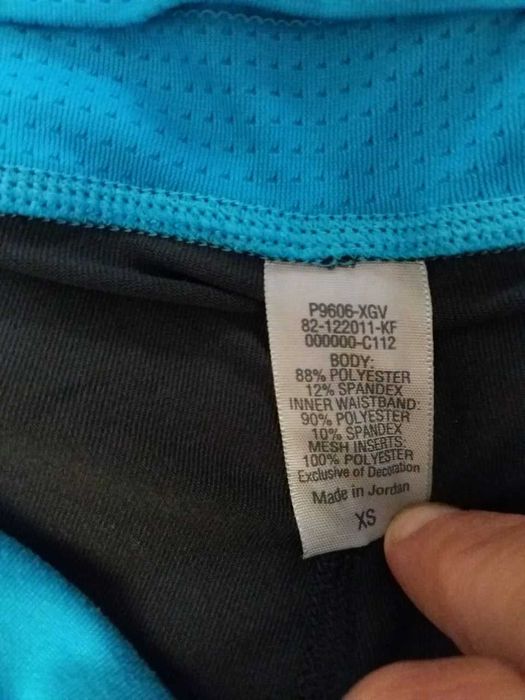 P9606-XGV
82-122011-KF
000000-C112
BODY:
88% POLYESTER
12% SPANDEX
INNER WAISTBAND:
90% POLYESTER
10% SPANDEX
MESH INSERTS:
100% POLYESTER
Exclusive of Decoration
Made in Jordan
XS